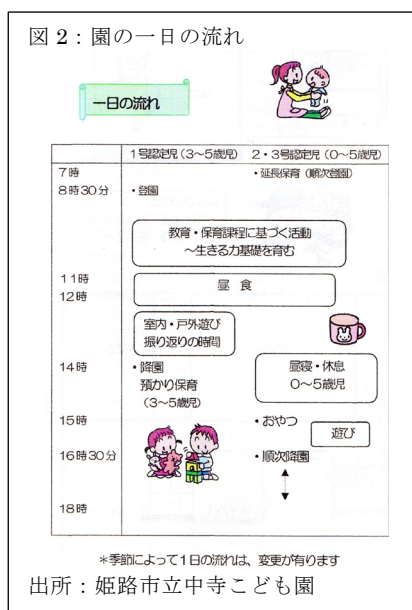 図2：園の一日の流れ
一日の流れ
1号認定児（3～5歳児） 2・3号認定児（0～5歳児）
7時 ・延長保育（順次登園）
8時30分 ・登園
教育・保育課程に基づく活動
～生きる力基礎を育む
11時 昼 食
12時
室内・戸外遊び
振り返りの時間
14時 ・降園 昼寝・休息
預かり保育 0～5歳児
（3～5歳児）
15時 ・おやつ
遊び
16時30分 ・順次降園
18時
＊季節によって1日の流れは、変更が有ります
出所：姫路市立中寺こども園